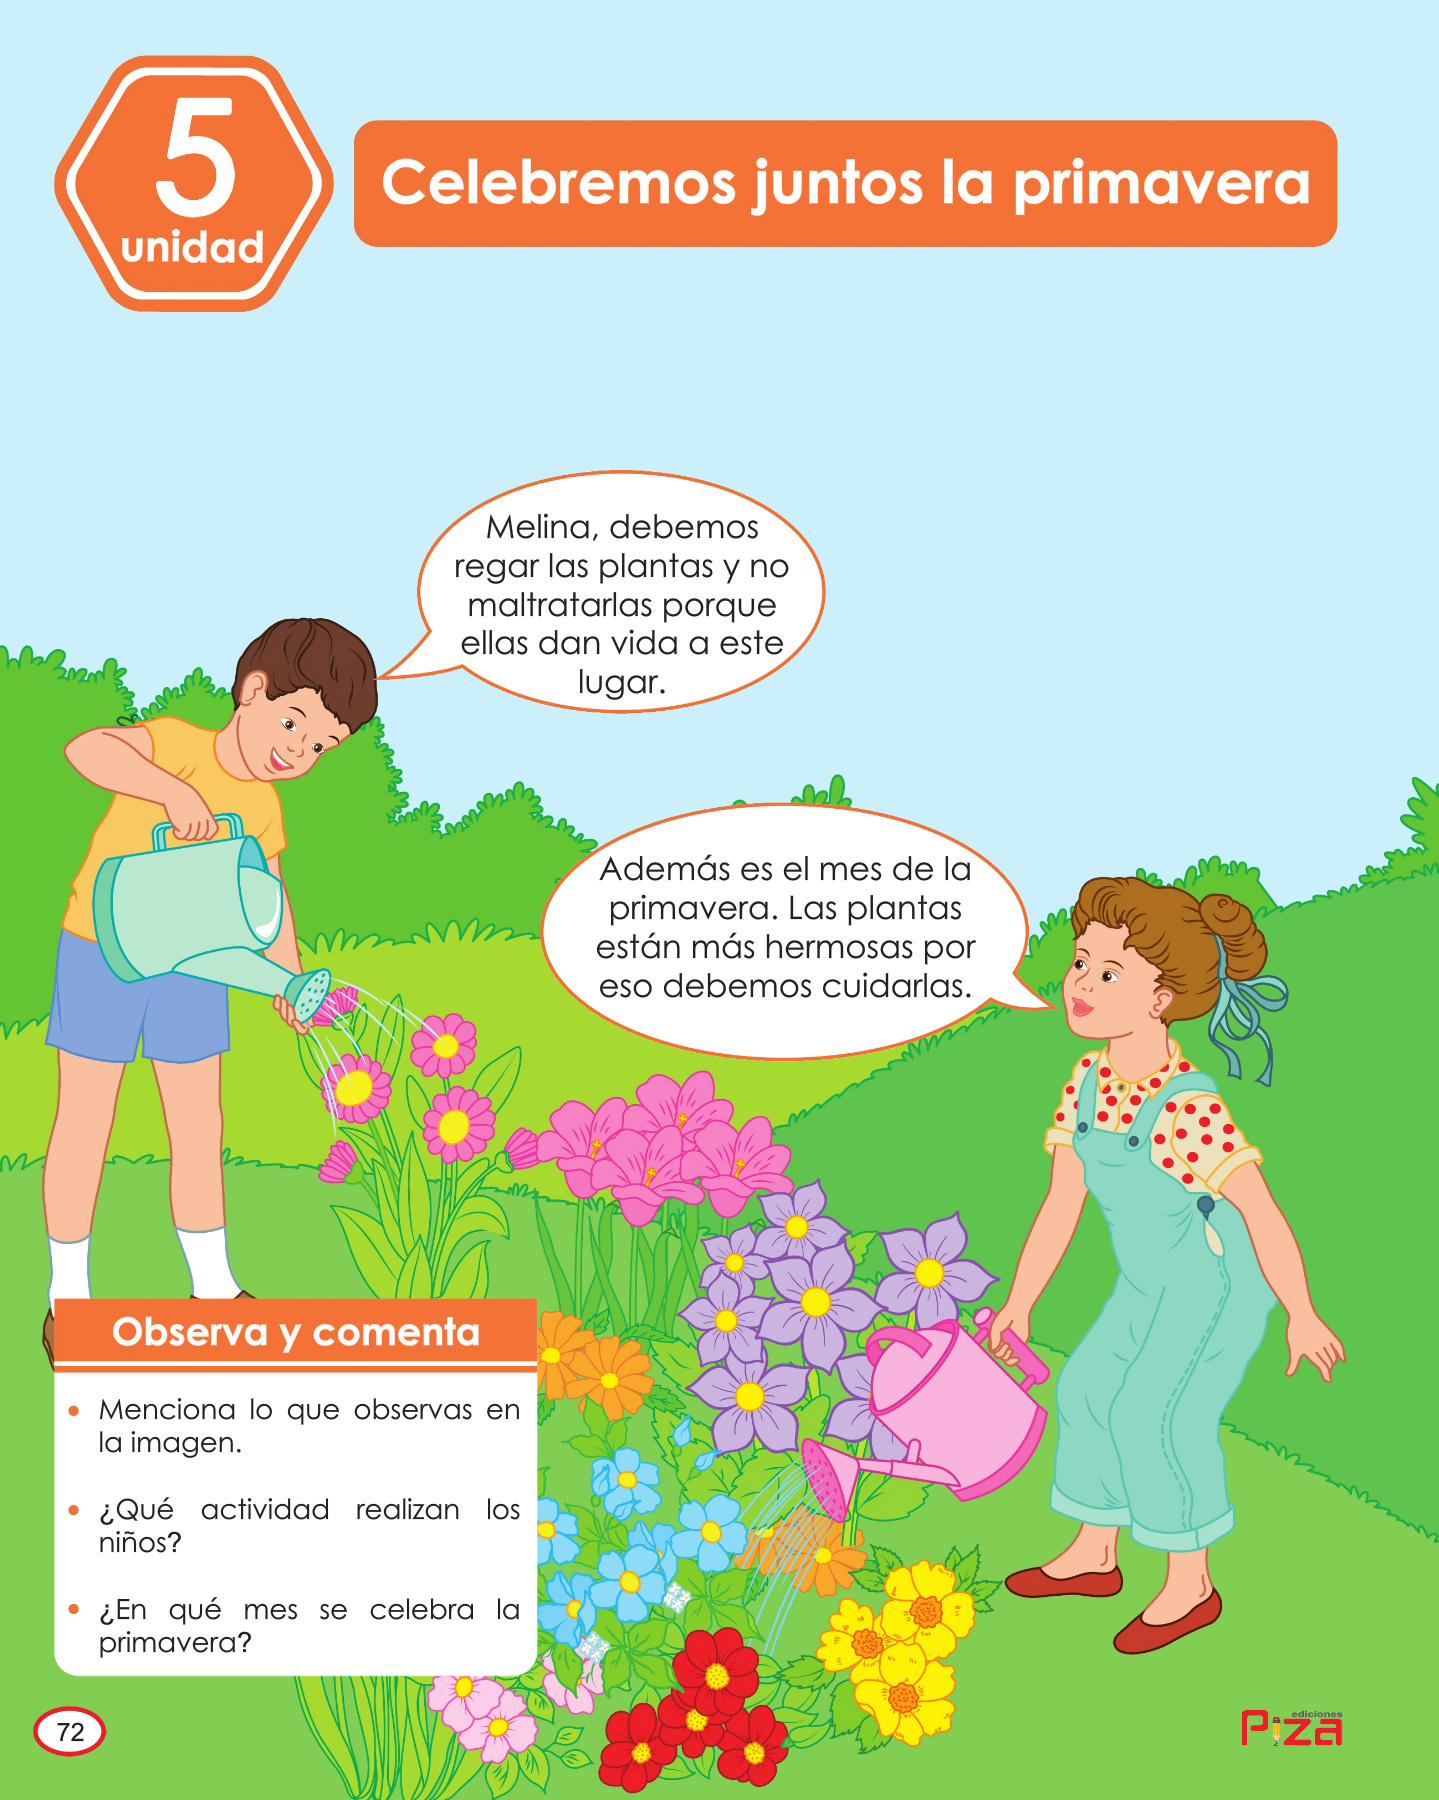 5
unidad
Celebremos juntos la primavera
Melina, debemos
regar las plantas y no
maltratarlas porque
ellas dan vida a este
lugar.
Además es el mes de la
primavera. Las plantas
están más hermosas por
eso debemos cuidarlas.
Observa y comenta
• Menciona lo que observas en
la imagen.
• ¿Qué actividad realizan los
niños?
• ¿En qué mes se celebra la
primavera?
72
ediciones
Piza